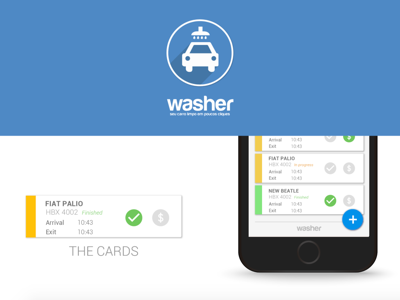 washer
seu carro limpo em poucos cliques
FIAT PALIO
HBX 4002 Finished
Arrival 10:43
Exit 10:43
THE CARDS
Arrival 10:43
Exit 10:43
FIAT PALIO
HBX 4002
Arrival 10:43
Exit 10:43
NEW BEATLE
HBX 4002 Finished
Arrival 10:43
Exit 10:43
washer